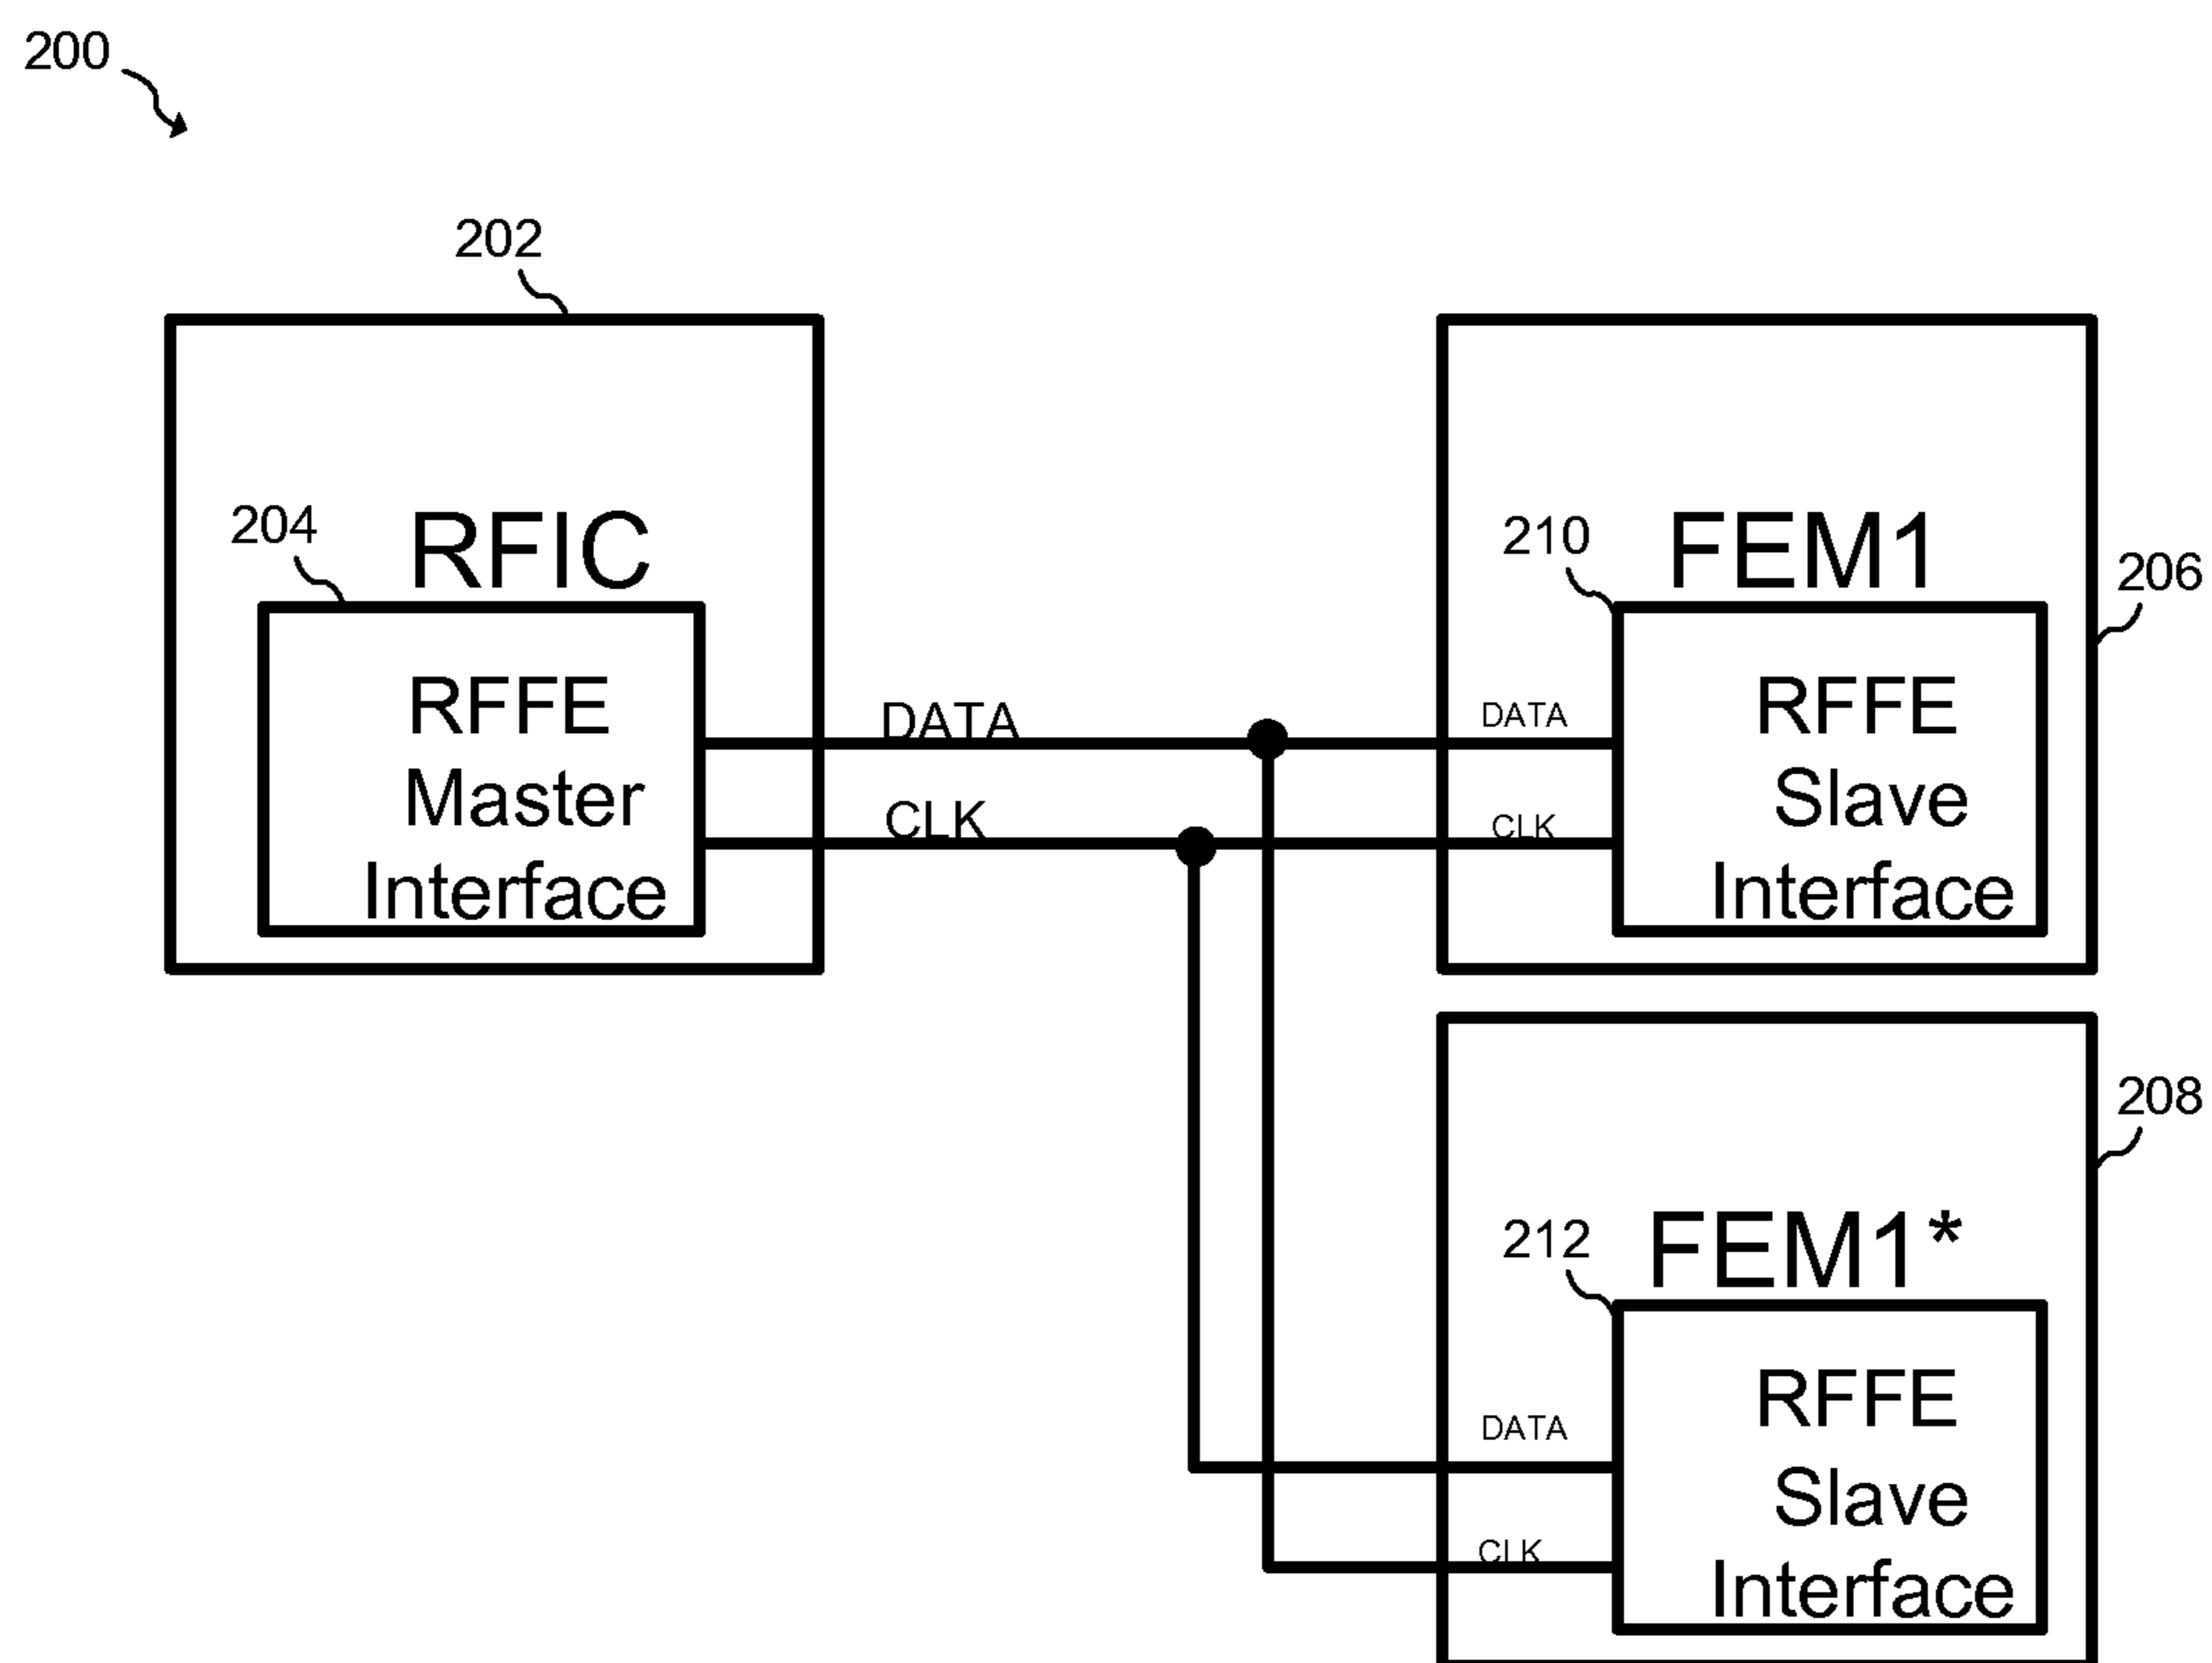 200
202
204
RFIC
RFFE
Master
Interface
DATA
CLK
210
FEM1
206
DATA
CLK
RFFE
Slave
Interface
208
212
FEM1*
DATA
CLK
RFFE
Slave
Interface